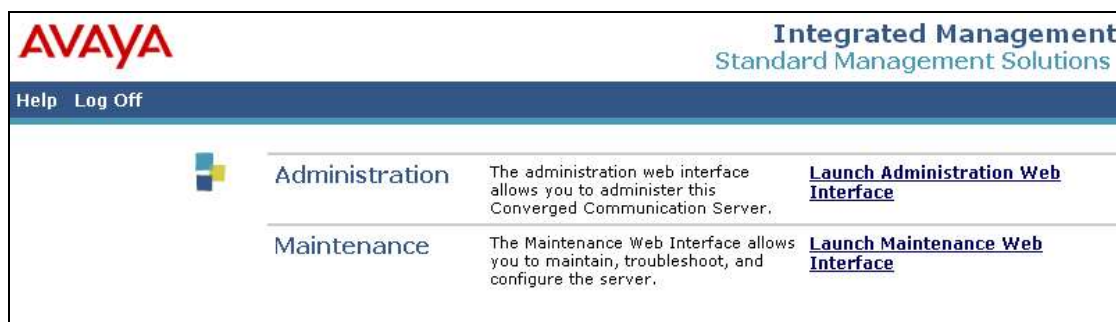 AVAYA
Integrated Management
Standard Management Solutions
Help Log Off
Administration
The administration web interface
allows you to administer this
Converged Communication Server.
Launch Administration Web
Interface
Maintenance
The Maintenance Web Interface allows
you to maintain, troubleshoot, and
configure the server.
Launch Maintenance Web
Interface